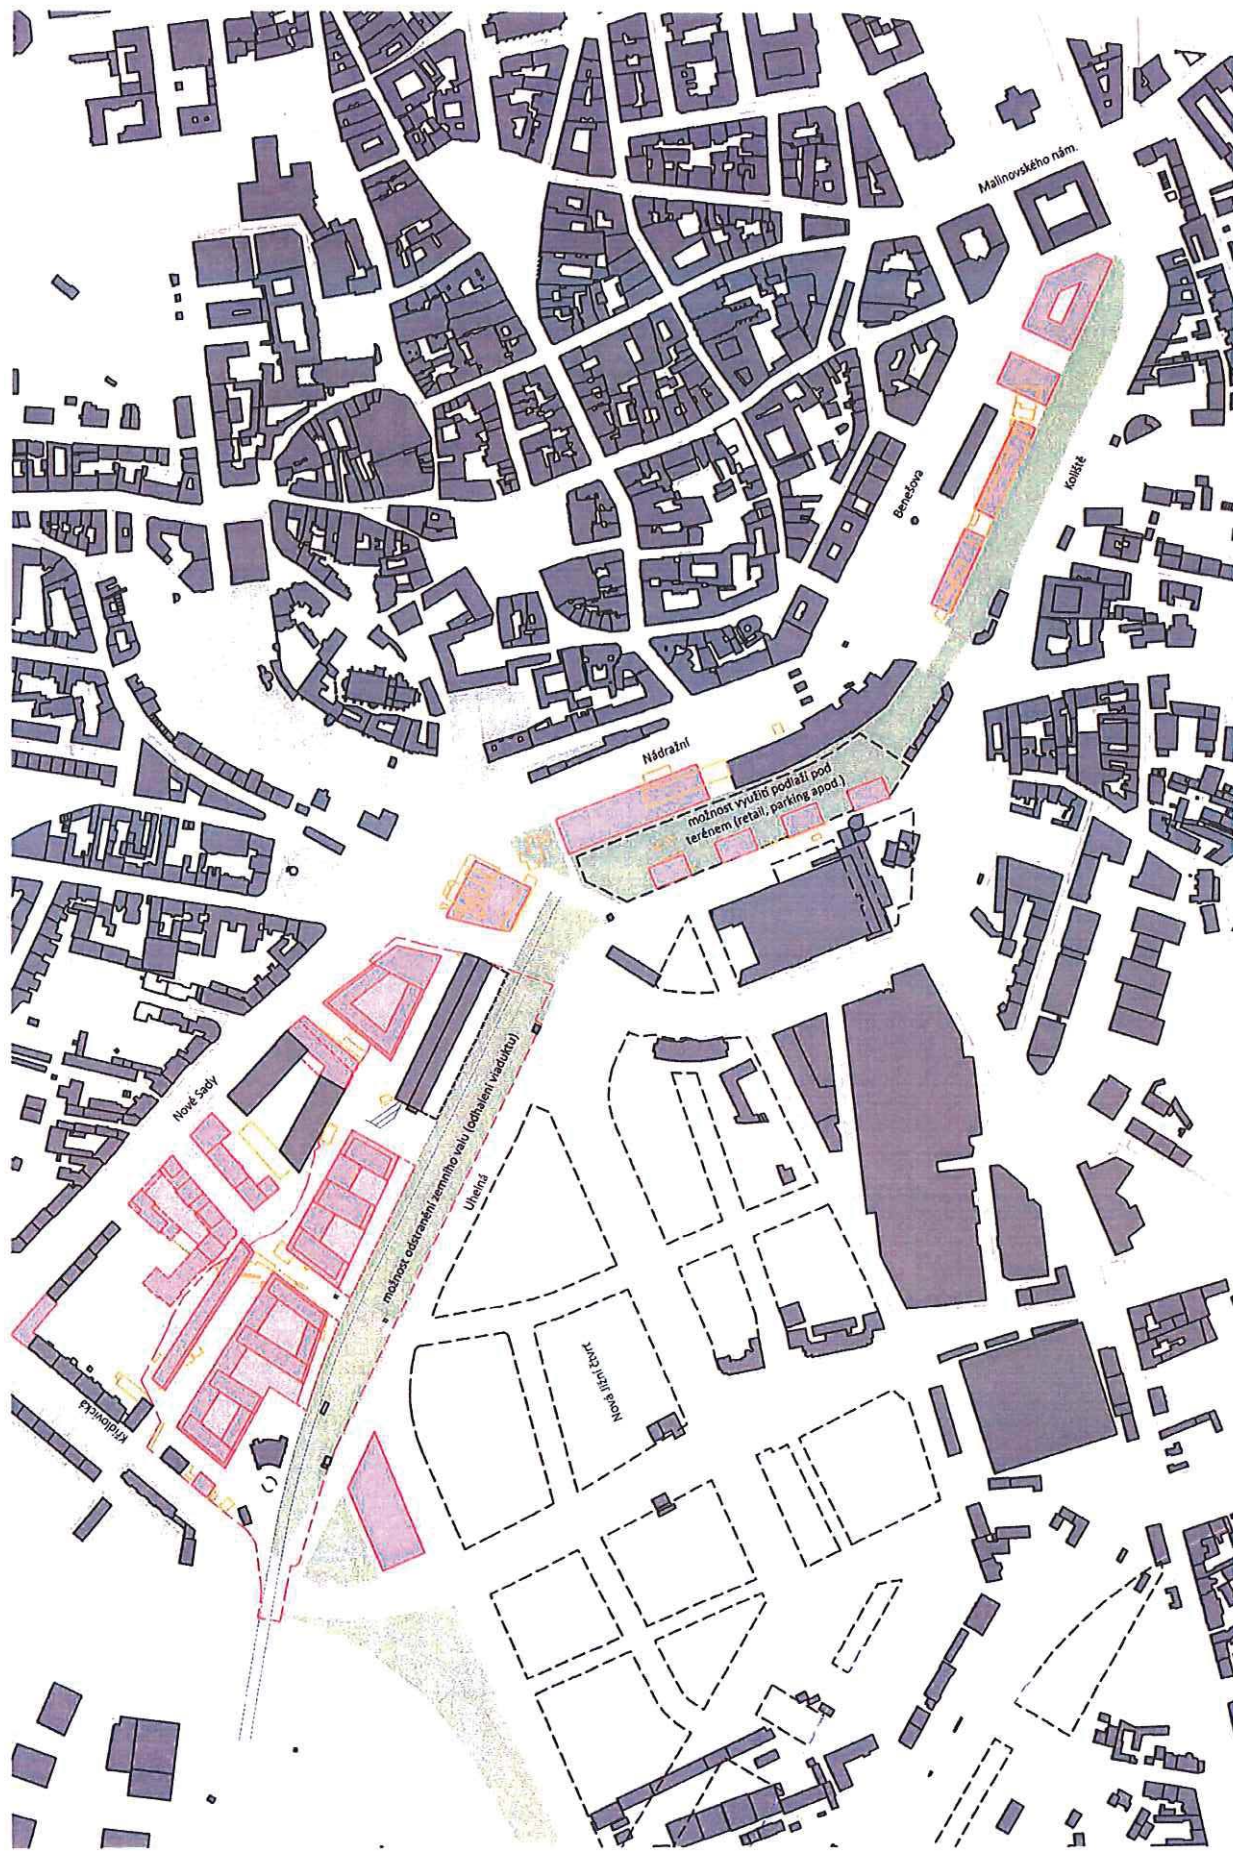 Malinovského nám.
Koliště
Benešova
Nádražní
možnost využití podlaží pod
terénem (retail, parking apod.)
Nové Sady
možnost odstranění zemního valu (odhalení viaduktu)
Uhelná
Nová Jižní čtvrť
Křídlovická